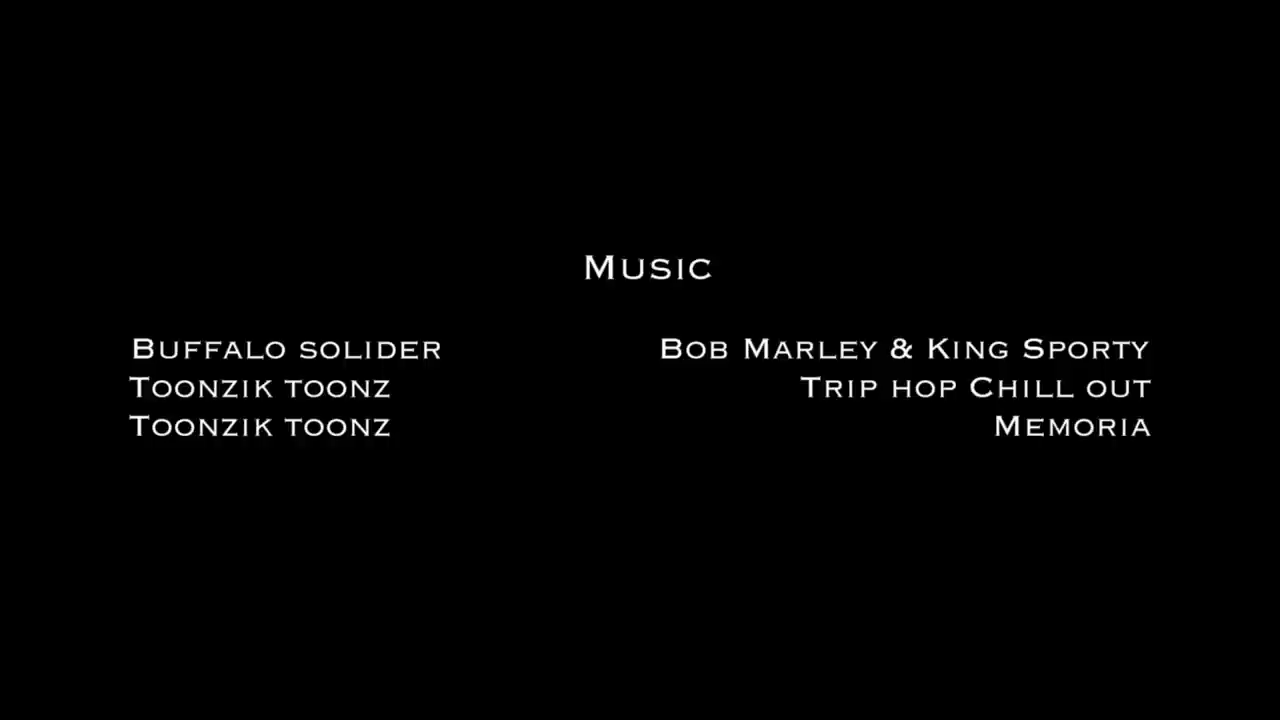 Music
Buffalo solider Bob Marley & King Sporty
Toonzik toonz Trip hop Chill out
Toonzik toonz Memoria